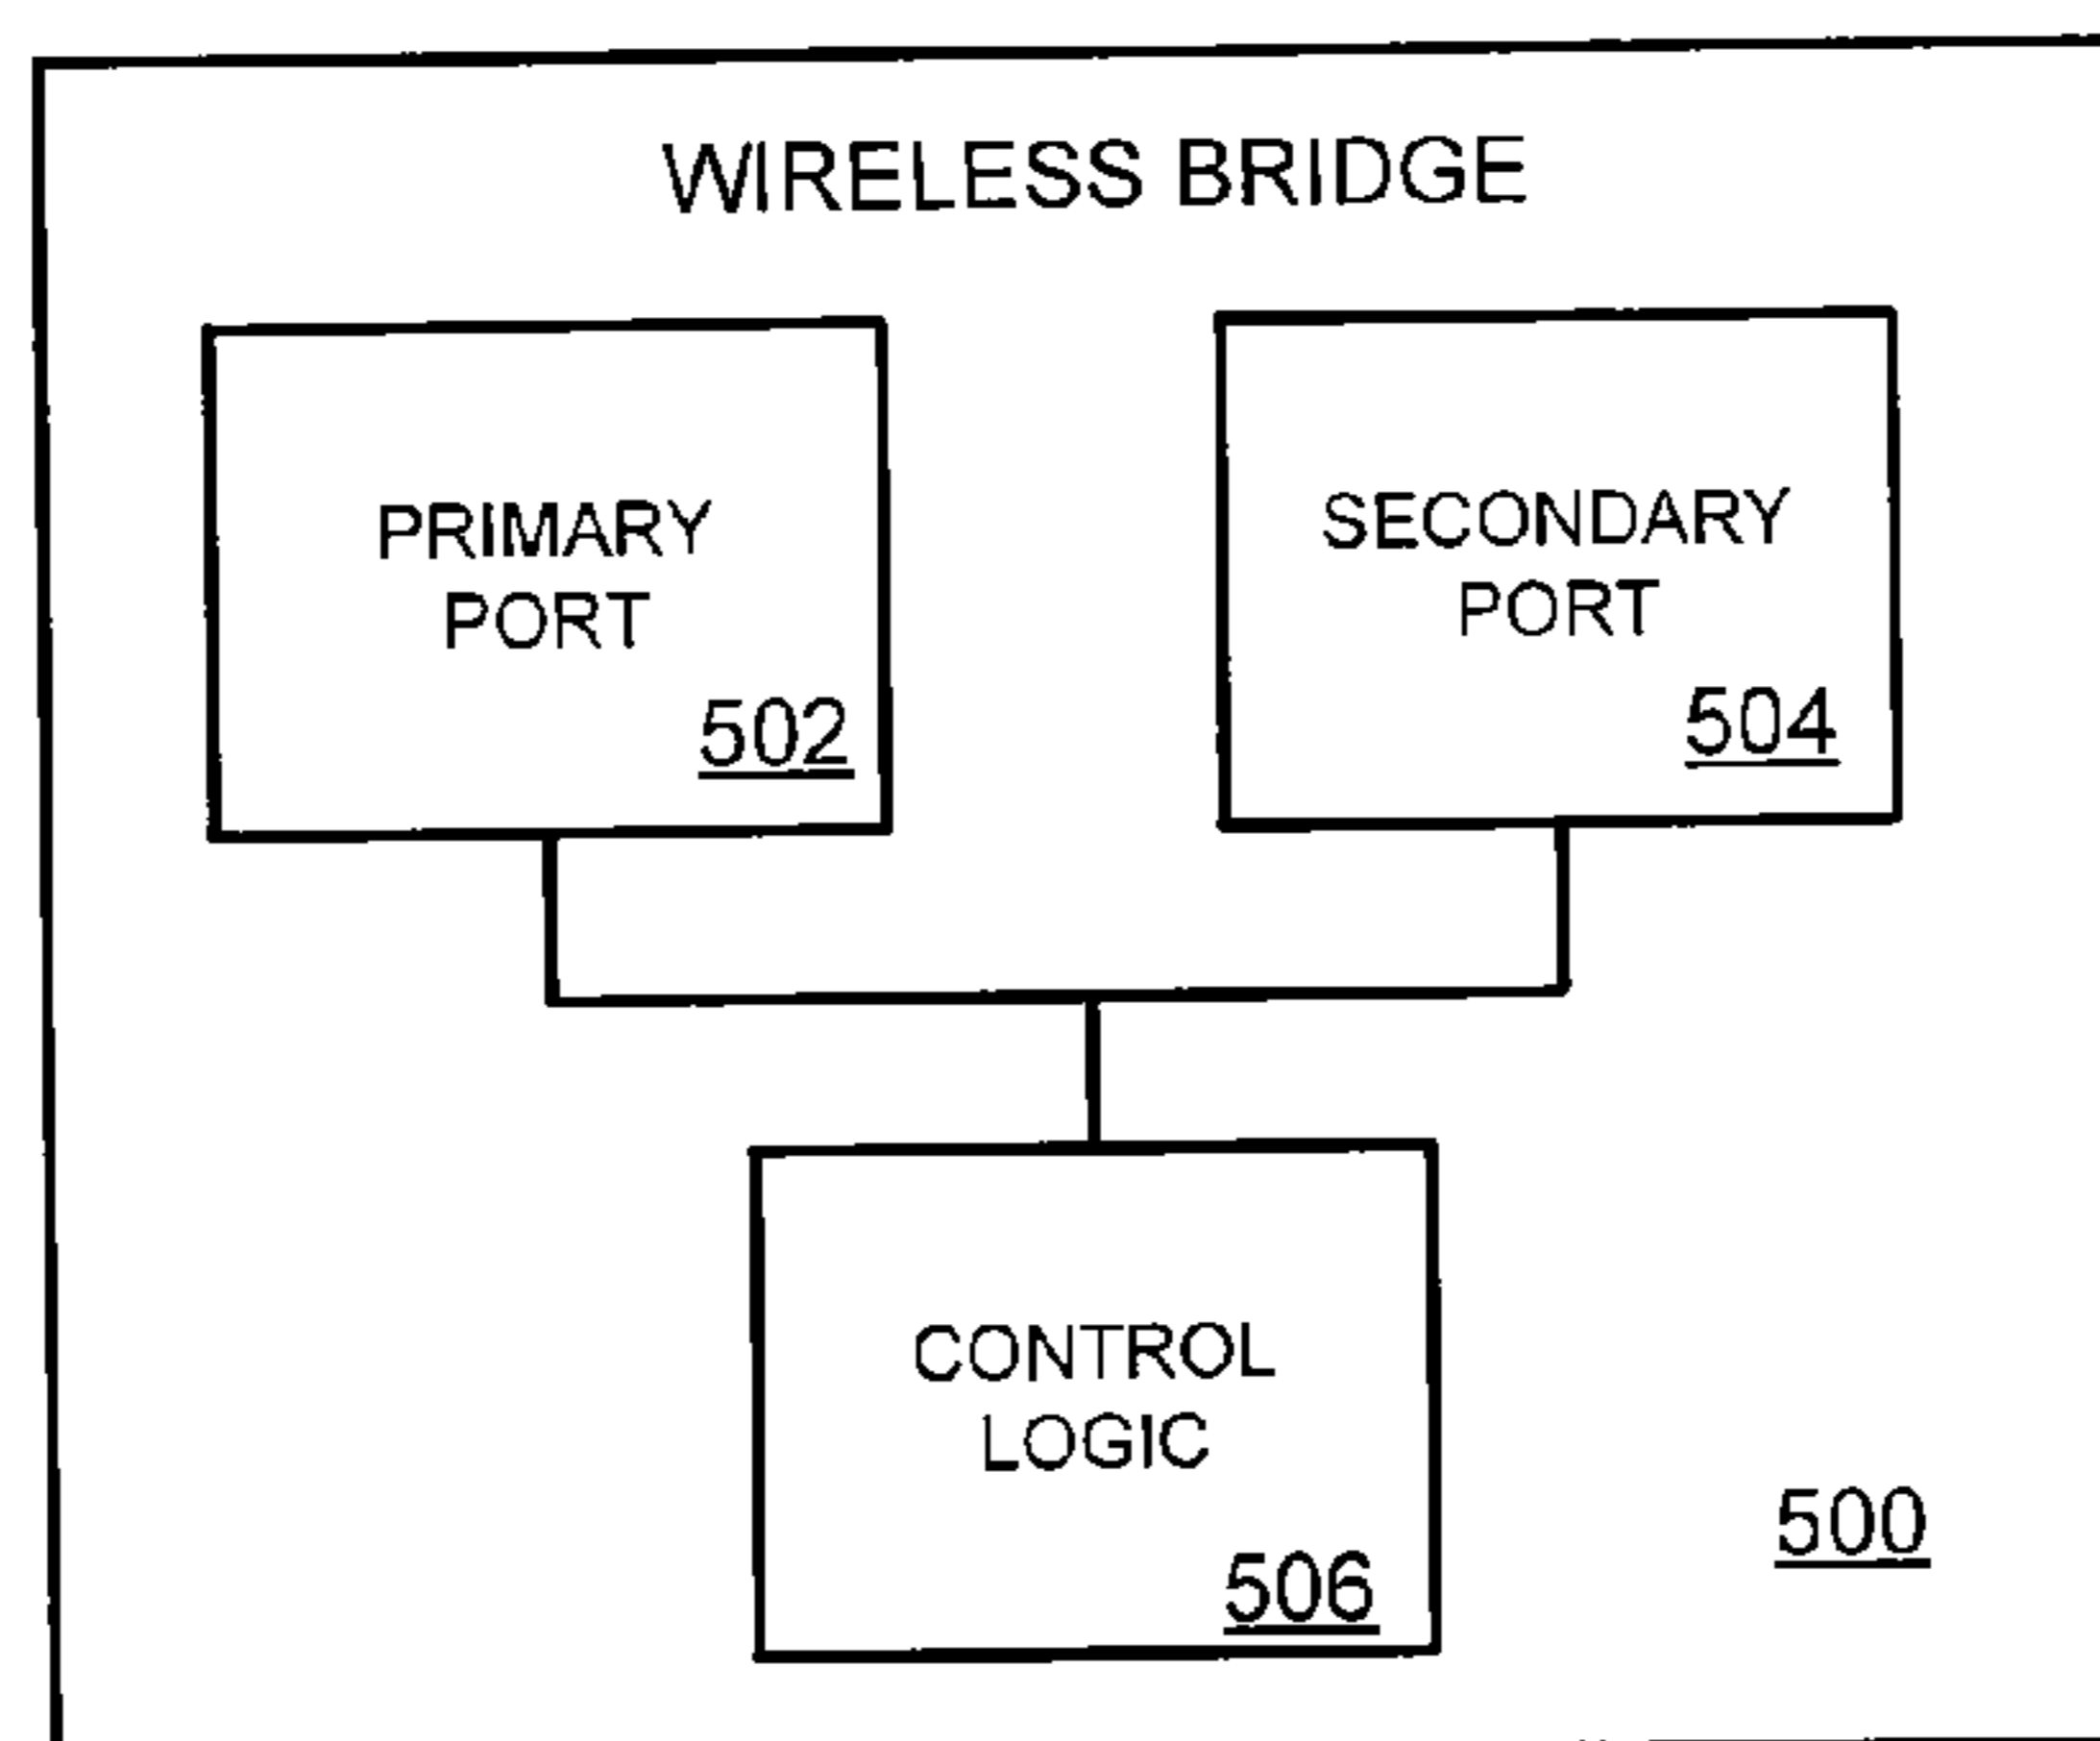 WIRELESS BRIDGE
PRIMARY
PORT
502
SECONDARY
PORT
504
CONTROL
LOGIC
506
500